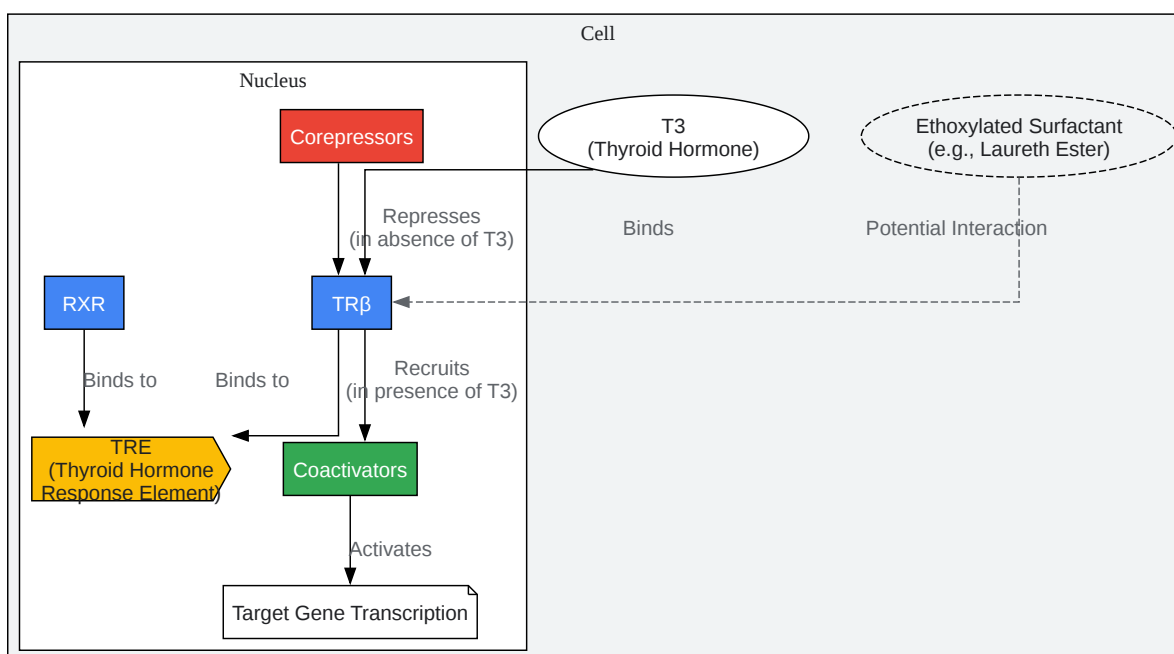 Cell
Nucleus
Corepressors
T3
(Thyroid Hormone)
Ethoxylated Surfactant
(e.g., Laureth Ester)
Represses
(in absence of T3)
Binds
Potential Interaction
RXR
TRβ
Binds to
Binds to
Recruits
(in presence of T3)
TRE
(Thyroid Hormone
Response Element)
Coactivators
Activates
Target Gene Transcription